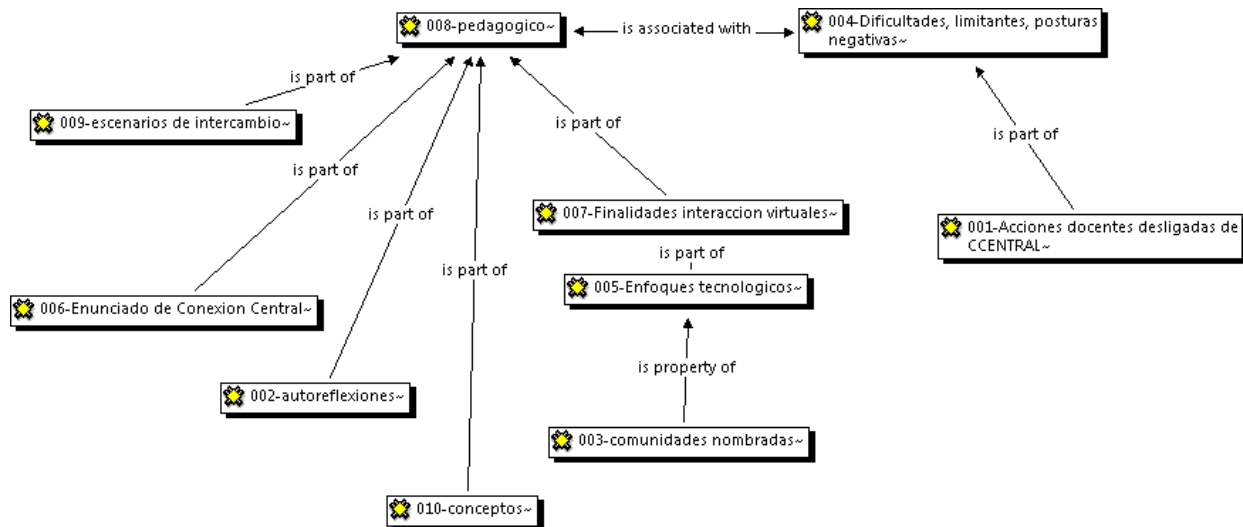 008-pedagogico~
is associated with
004-Dificultades, limitantes, posturas
negativas~
is part of
009-escenarios de intercambio~
is part of
is part of
is part of
is part of
007-Finalidades interaccion virtuales~
001-Acciones docentes desligadas de
CCENTRAL~
is part of
is part of
005-Enfoques tecnologicos~
006-Enunciado de Conexion Central~
is property of
002-autoreflexiones~
003-comunidades nombradas~
010-conceptos~